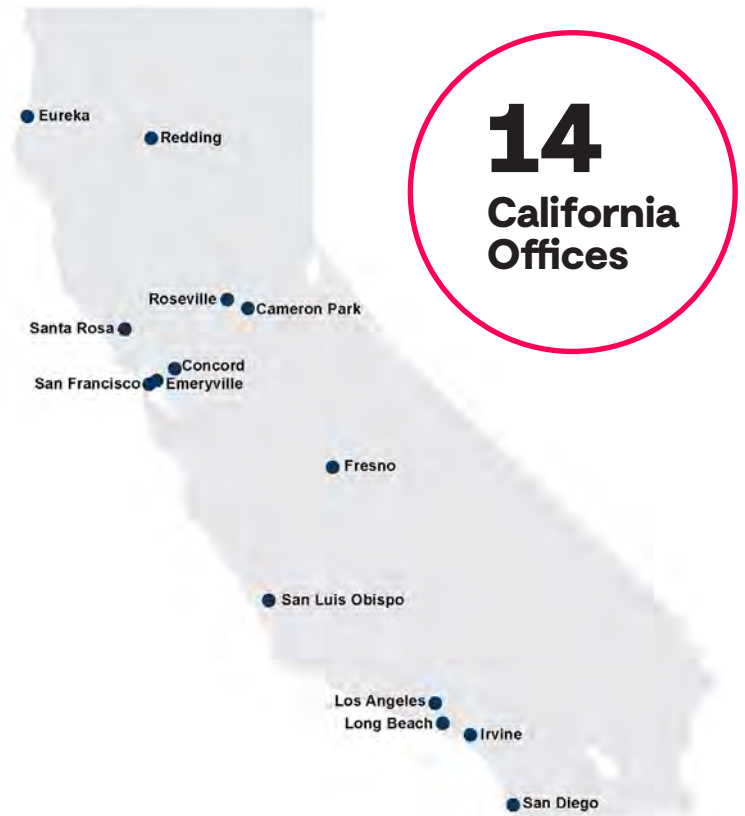 14
California
Offices
Eureka
Redding
Roseville
Cameron Park
Santa Rosa
Concord
San Francisco
Emeryville
Fresno
San Luis Obispo
Los Angeles
Long Beach
Irvine
San Diego